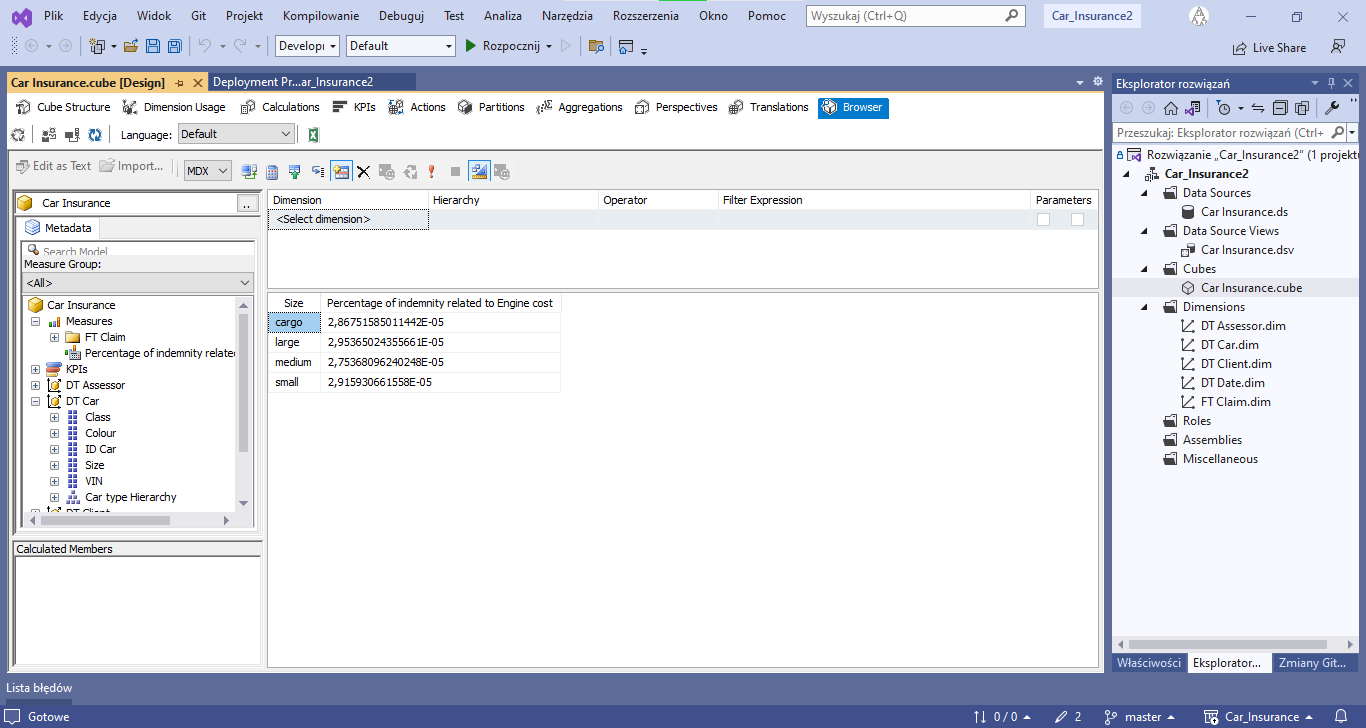 Plik Edycja Widok Git Projekt Kompilowanie Debuguj Test Analiza Narzędzia Rozszerzenia Okno Pomoc Wyszukaj (Ctrl+Q) Car_Insurance2
Developı Default Rozpocznij Live Share
Car Insurance.cube [Design] Deployment Pr...ar_Insurance2
Cube Structure Dimension Usage Calculations KPIs Actions Partitions Aggregations Perspectives Translations Browser
Language: Default
Edit as Text Import... MDX
Car Insurance ..
Metadata
Search Model
Measure Group:
<All>
Car Insurance
Measures
FT Claim
Percentage of indemnity relate
KPIs
DT Assessor
DT Car
Class
Colour
ID Car
Size
VIN
Car type Hierarchy
DT Client
Calculated Members
Dimension Hierarchy Operator Filter Expression Parameters
<Select dimension>
Size Percentage of indemnity related to Engine cost
cargo 2,86751585011442E-05
large 2,95365024355661E-05
medium 2,75368096240248E-05
small 2,915930661558E-05
Eksplorator rozwiązań
Przeszukaj: Eksplorator rozwiązań (Ctrl+
Rozwiązanie „Car_Insurance2" (1 projektu
Car_Insurance2
Data Sources
Car Insurance.ds
Data Source Views
Car Insurance.dsv
Cubes
Car Insurance.cube
Dimensions
DT Assessor.dim
DT Car.dim
DT Client.dim
DT Date.dim
FT Claim.dim
Roles
Assemblies
Miscellaneous
Właściwości Eksplorator... Zmiany Git...
Lista błędów
Gotowe 0 / 0 2 master Car_Insurance